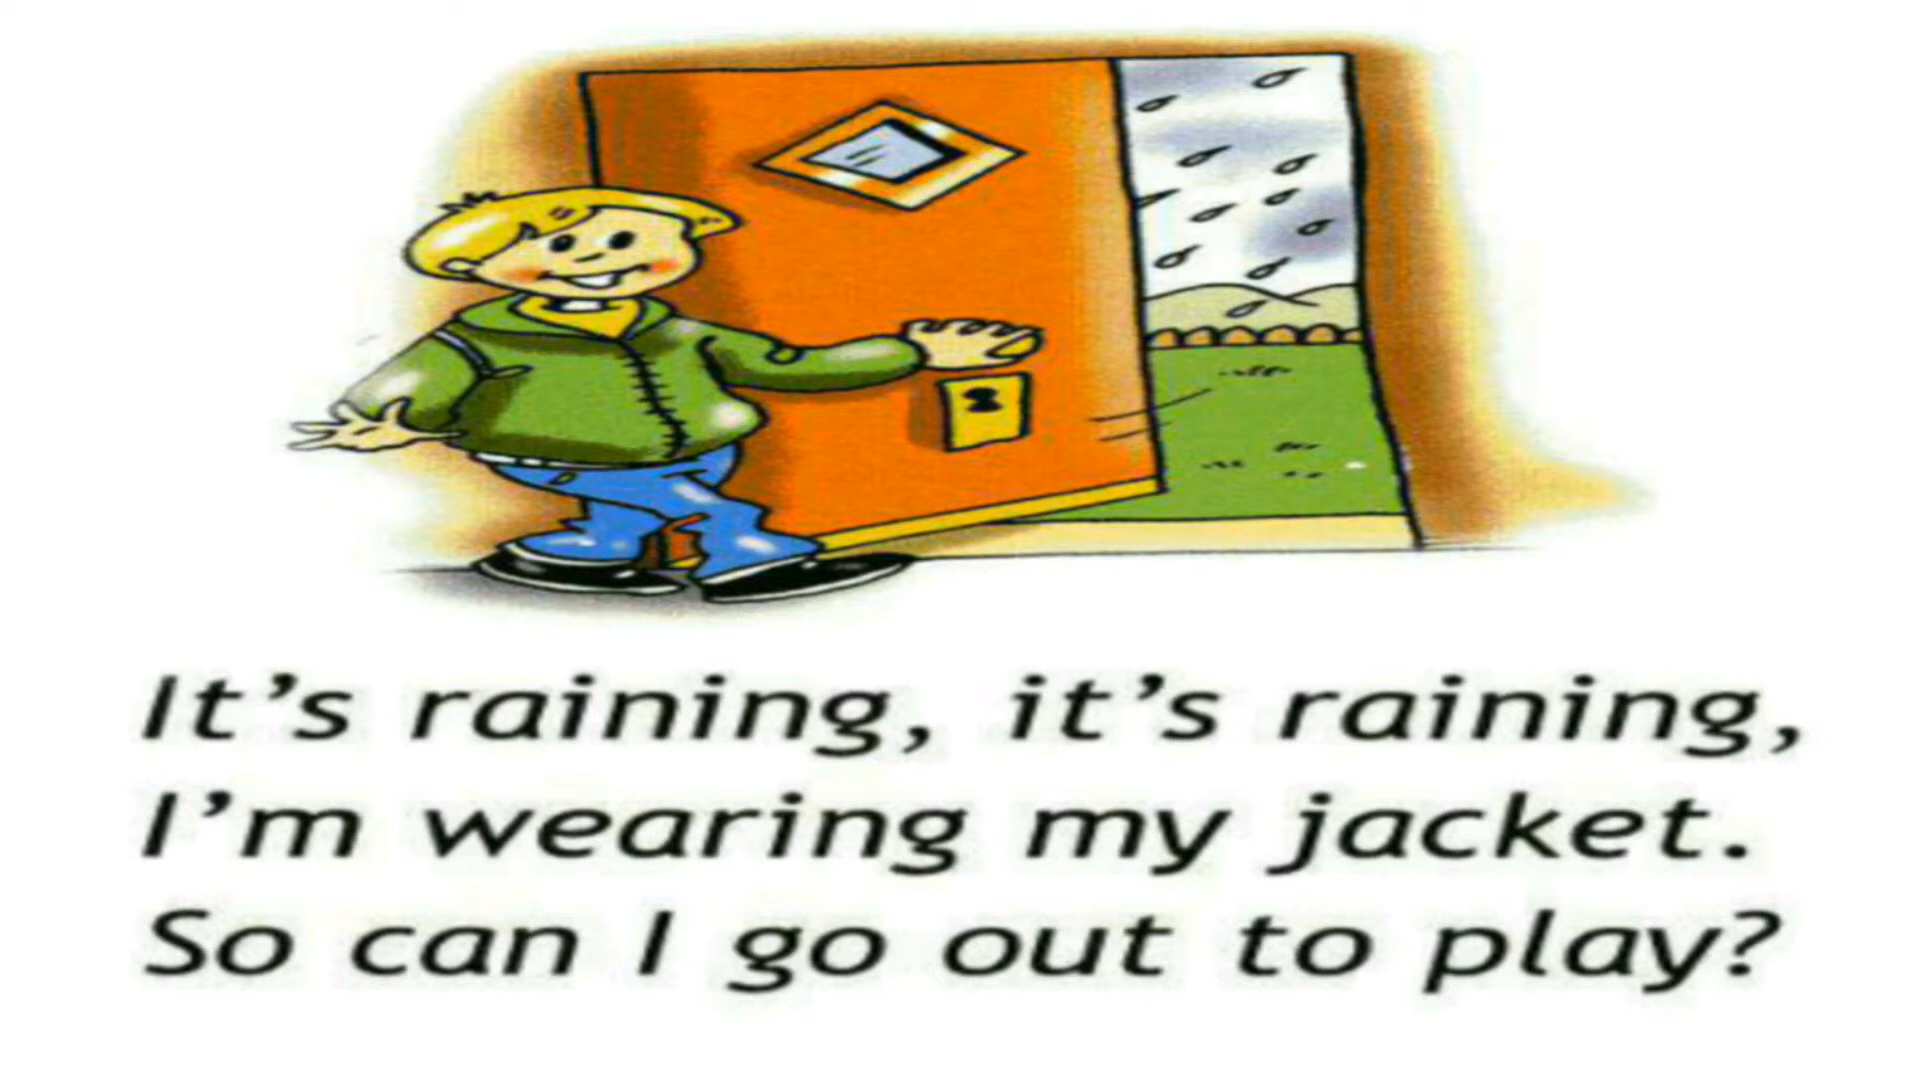 It's raining, it's raining,
I'm wearing my jacket.
So can I go out to play?